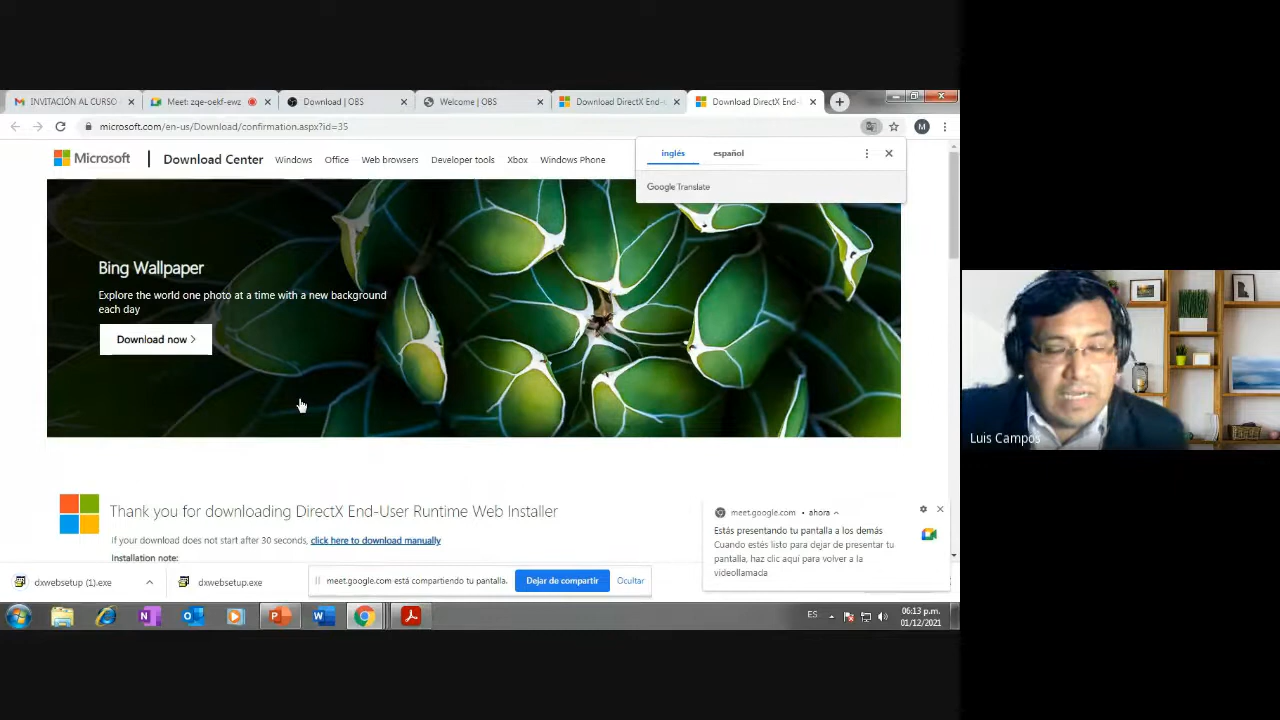 INVITACIÓN AL CURSO
Meet: zqe-oekf-ewz
Download | OBS
Welcome | OBS
Download DirectX End-
Download DirectX End-
microsoft.com/en-us/Download/confirmation.aspx?id=35
M
Microsoft
Download Center
Windows
Office
Web browsers
Developer tools
Xbox
Windows Phone
inglés
español
Google Translate
Bing Wallpaper
Explore the world one photo at a time with a new background
each day
Download now
Luis Campos
Thank you for downloading DirectX End-User Runtime Web Installer
If your download does not start after 30 seconds, click here to download manually
Installation note:
meet.google.com • ahora
Estás presentando tu pantalla a los demás
Cuando estés listo para dejar de presentar tu
pantalla, haz clic aquí para volver a la
videollamada
dxwebsetup (1).exe
dxwebsetup.exe
meet.google.com está compartiendo tu pantalla.
Dejar de compartir
Ocultar
ES
06:13 p.m.
01/12/2021